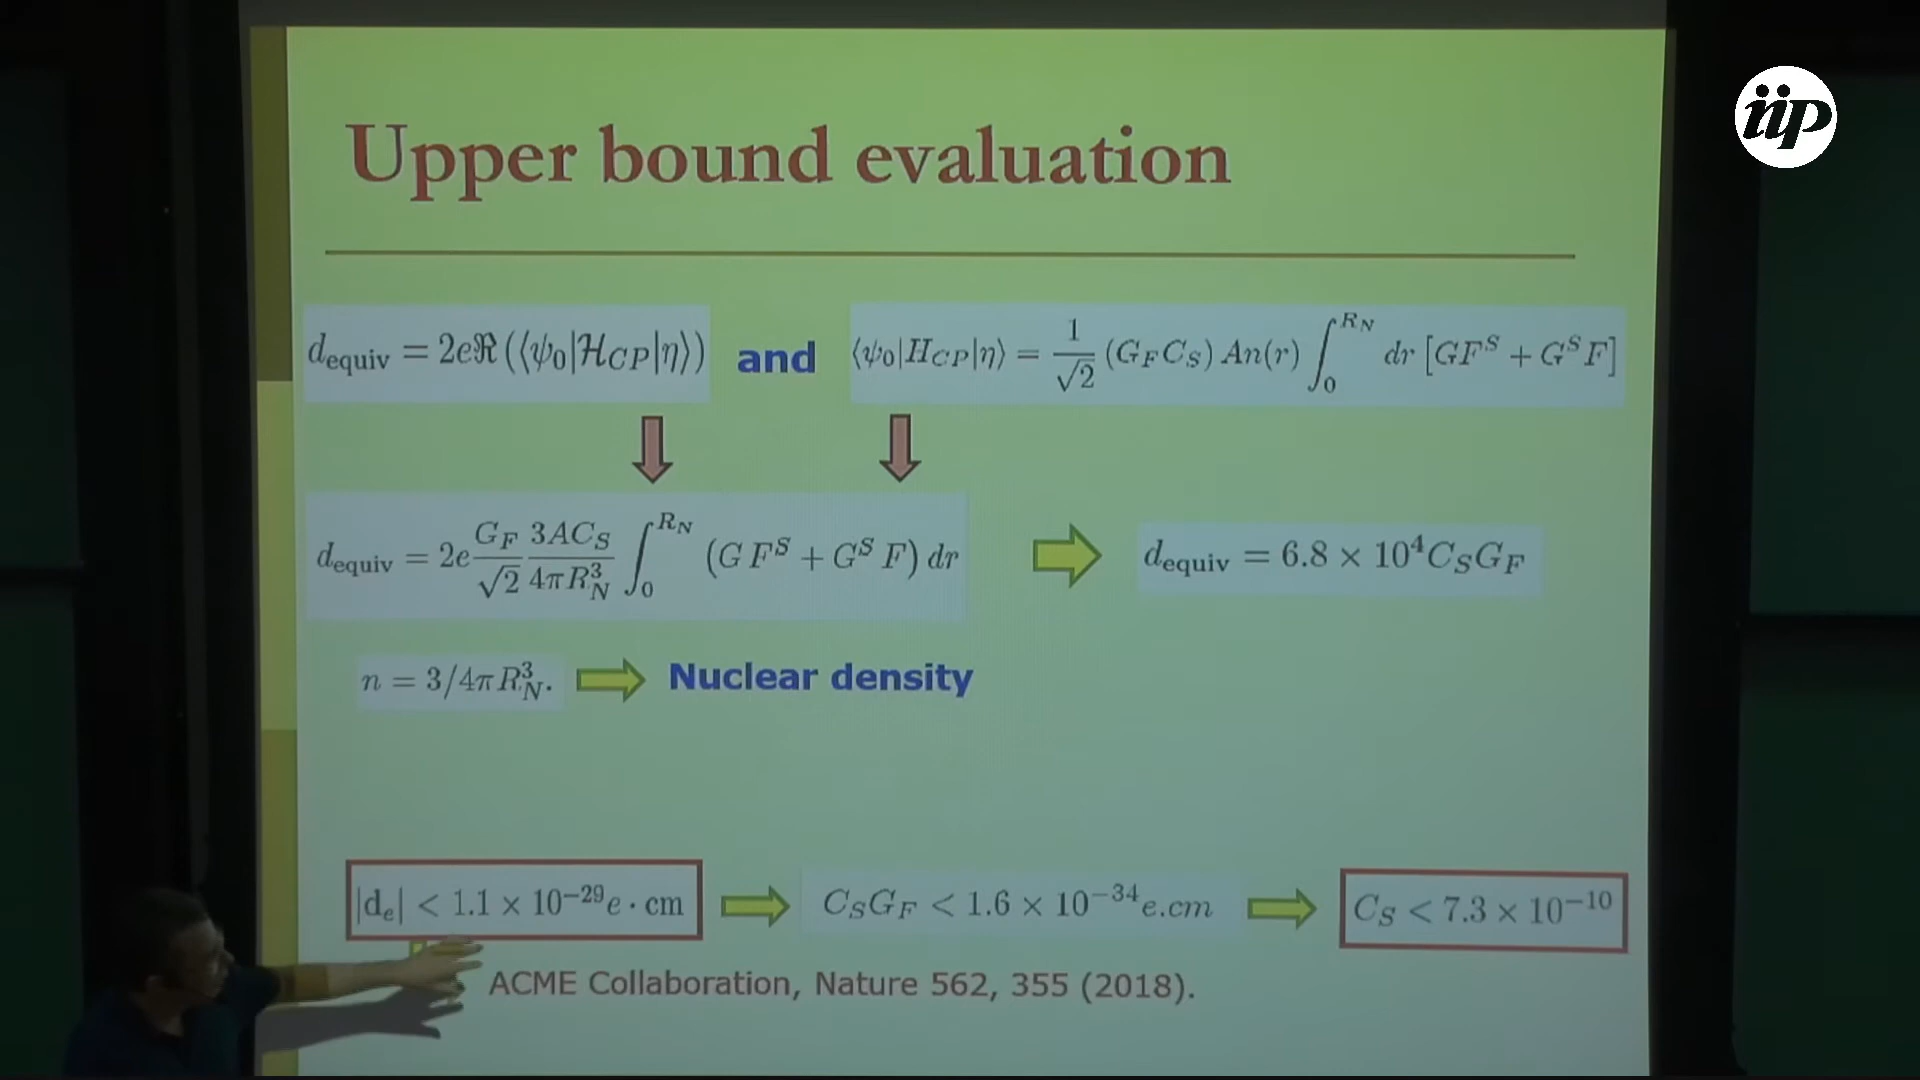 iip
Upper bound evaluation
d_equiv = 2eℜ(⟨ψ₀|ℋ_CP|η⟩) and ⟨ψ₀|H_CP|η⟩ = 1/√2 (G_F C_S) An(r) ∫₀^{R_N} dr [GF^S + G^S F]
d_equiv = 2e G_F/√2 3AC_S/4πR_N³ ∫₀^{R_N} (G F^S + G^S F) dr d_equiv = 6.8 × 10⁴ C_S G_F
n = 3/4πR_N³. Nuclear density
|d_e| < 1.1 × 10⁻²⁹ e · cm C_S G_F < 1.6 × 10⁻³⁴ e.cm C_S < 7.3 × 10⁻¹⁰
ACME Collaboration, Nature 562, 355 (2018).